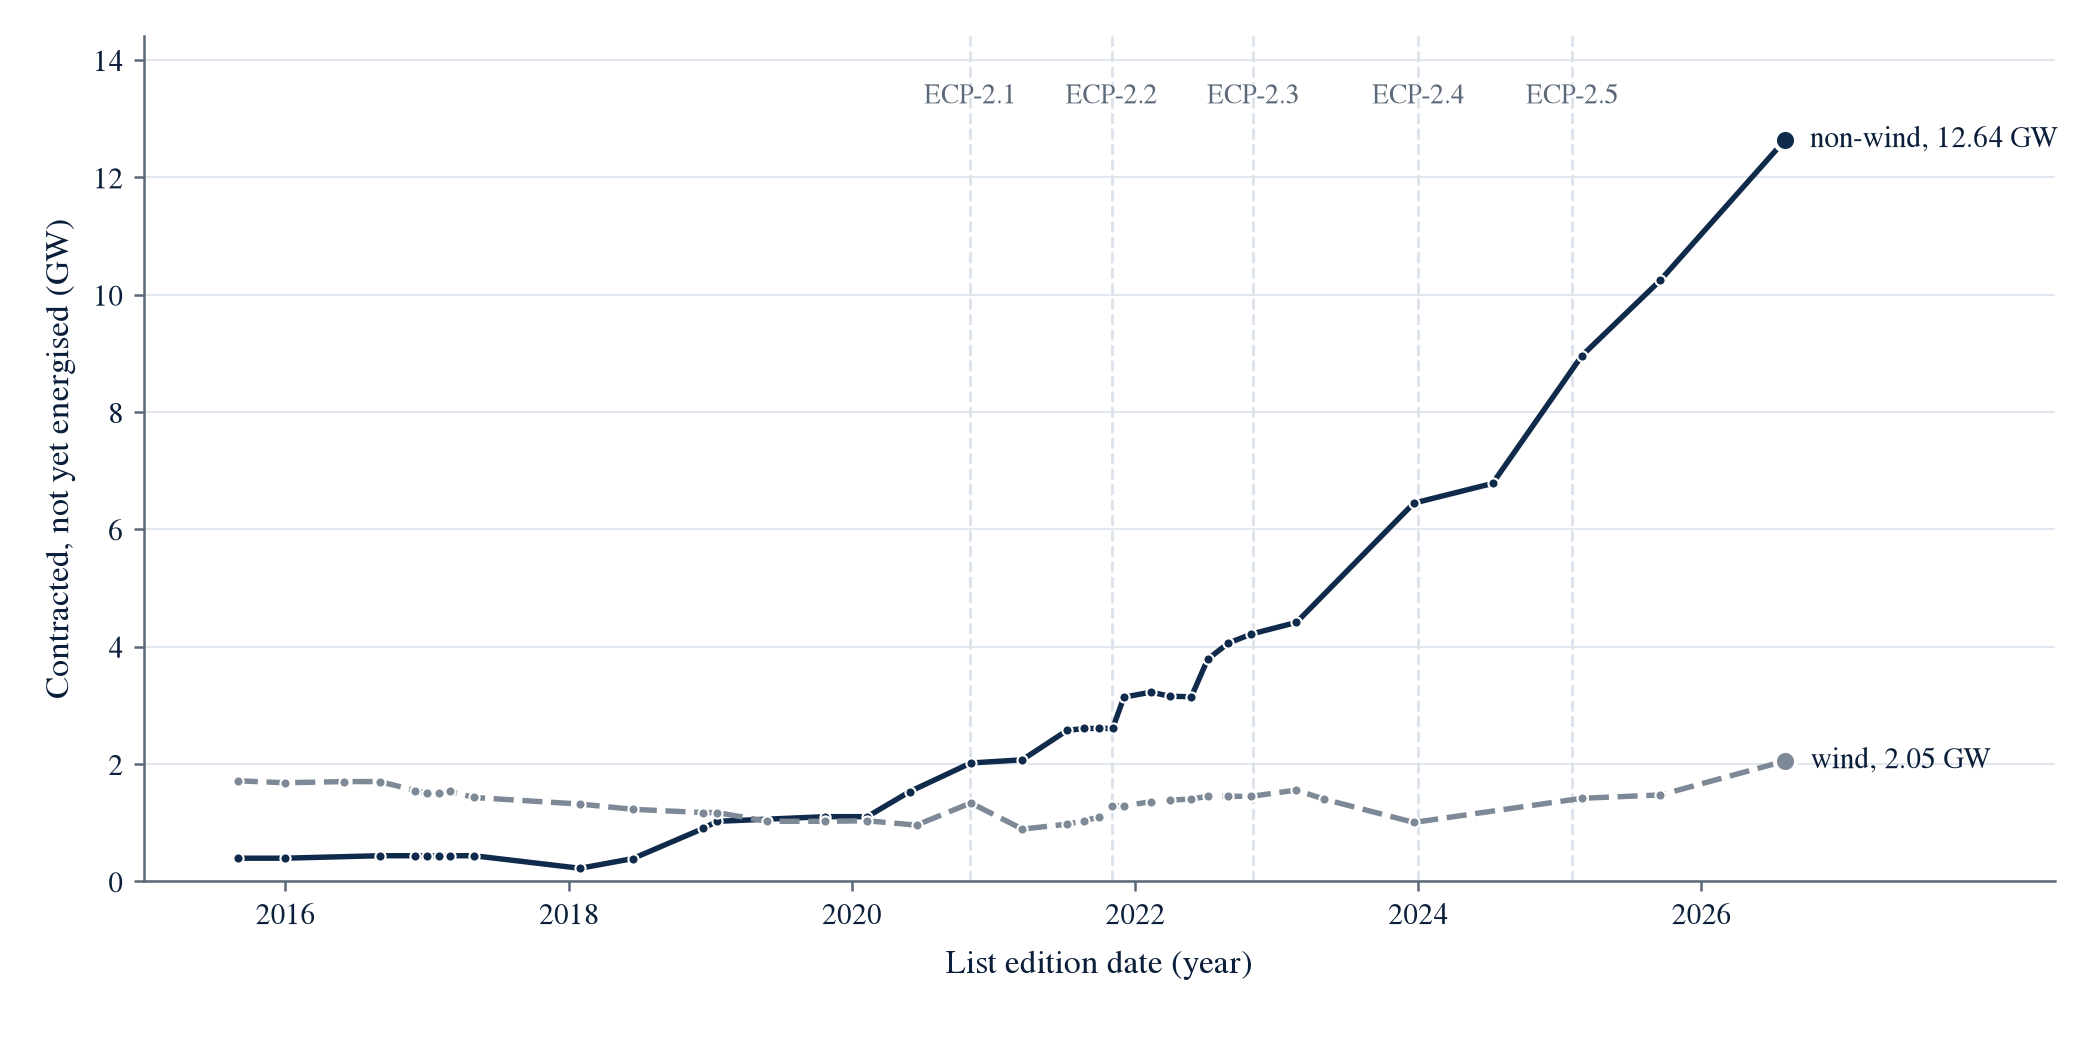 14
ECP-2.1 ECP-2.2 ECP-2.3 ECP-2.4 ECP-2.5
non-wind, 12.64 GW
12
10
8
6
4
2
0
wind, 2.05 GW
Contracted, not yet energised (GW)
2016 2018 2020 2022 2024 2026
List edition date (year)